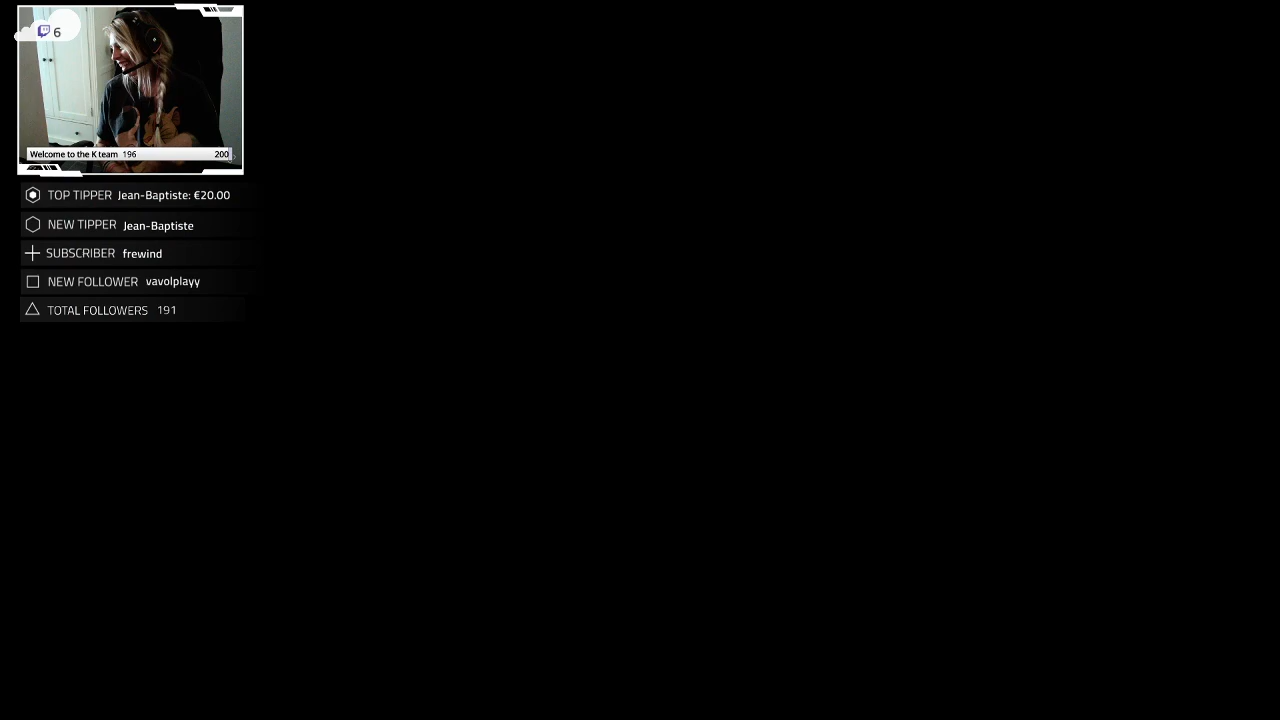 6
Welcome to the K team 196 200
TOP TIPPER Jean-Baptiste: €20.00
NEW TIPPER Jean-Baptiste
SUBSCRIBER frewind
NEW FOLLOWER vavolplayy
TOTAL FOLLOWERS 191